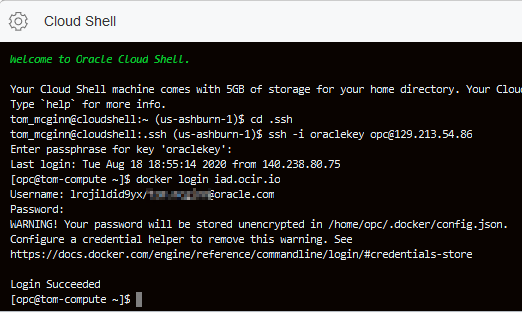 Cloud Shell
Welcome to Oracle Cloud Shell.
Your Cloud Shell machine comes with 5GB of storage for your home directory. Your Clou
Type `help` for more info.
tom_mcginn@cloudshell:~ (us-ashburn-1)$ cd .ssh
tom_mcginn@cloudshell:.ssh (us-ashburn-1)$ ssh -i oraclekey opc@129.213.54.86
Enter passphrase for key 'oraclekey':
Last login: Tue Aug 18 18:55:14 2020 from 140.238.80.75
[opc@tom-compute ~]$ docker login iad.ocir.io
Username: lrojildid9yx/@oracle.com
Password:
WARNING! Your password will be stored unencrypted in /home/opc/.docker/config.json.
Configure a credential helper to remove this warning. See
https://docs.docker.com/engine/reference/commandline/login/#credentials-store
Login Succeeded
[opc@tom-compute ~]$